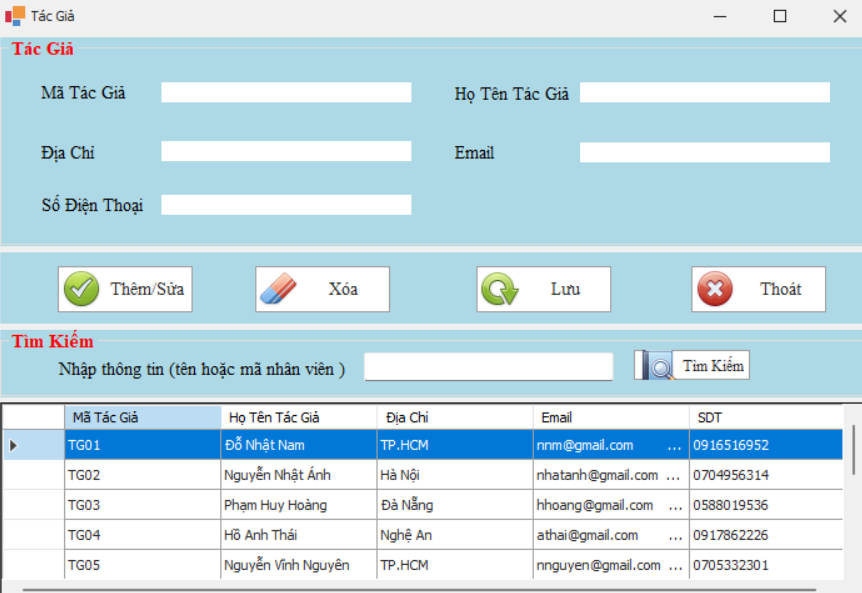 Tác Giả
Tác Giả
Mã Tác Giả
Họ Tên Tác Giả
Địa Chỉ
Email
Số Điện Thoại
Thêm/Sửa
Xóa
Lưu
Thoát
Tìm Kiếm
Nhập thông tin (tên hoặc mã nhân viên )
Tìm Kiếm
Mã Tác Giả Họ Tên Tác Giả Địa Chỉ Email SDT
TG01 Đỗ Nhật Nam TP.HCM nnm@gmail.com ... 0916516952
TG02 Nguyễn Nhật Ánh Hà Nội nhatanh@gmail.com ... 0704956314
TG03 Phạm Huy Hoàng Đà Nẵng hhoang@gmail.com ... 0588019536
TG04 Hồ Anh Thái Nghệ An athai@gmail.com ... 0917862226
TG05 Nguyễn Vĩnh Nguyên TP.HCM nnguyen@gmail.com ... 0705332301